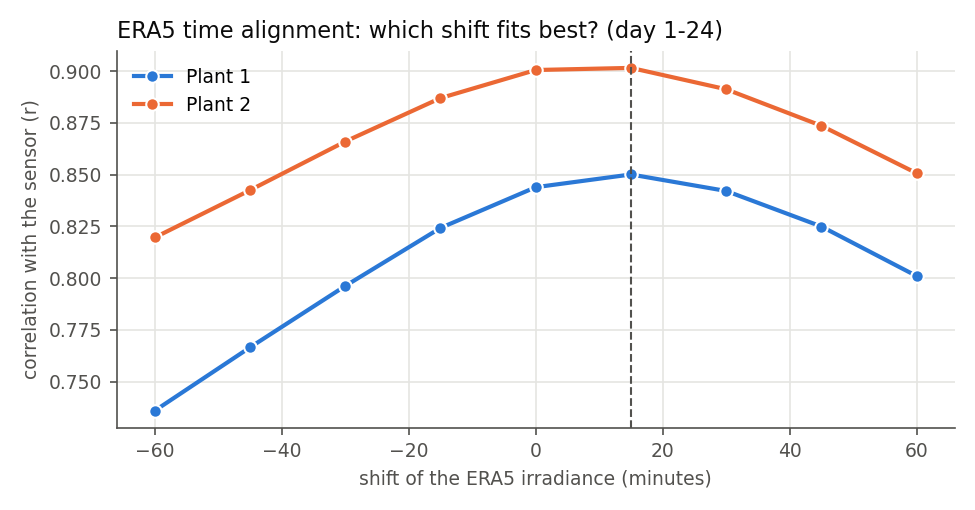 ERA5 time alignment: which shift fits best? (day 1-24)
Plant 1
Plant 2
correlation with the sensor (r)
0.900
0.875
0.850
0.825
0.800
0.775
0.750
−60
−40
−20
0
20
40
60
shift of the ERA5 irradiance (minutes)